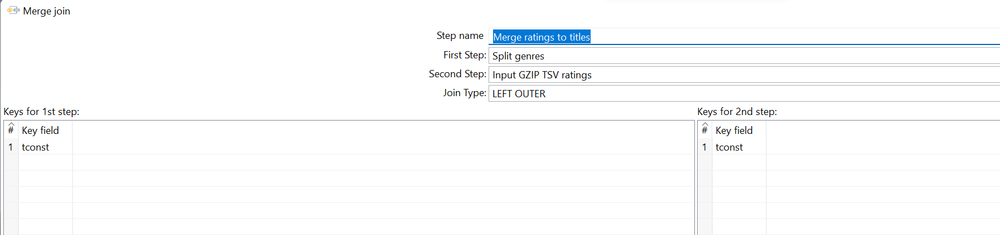 Merge join
Step name Merge ratings to titles
First Step: Split genres
Second Step: Input GZIP TSV ratings
Join Type: LEFT OUTER
Keys for 1st step: Keys for 2nd step:
# Key field # Key field
1 tconst 1 tconst